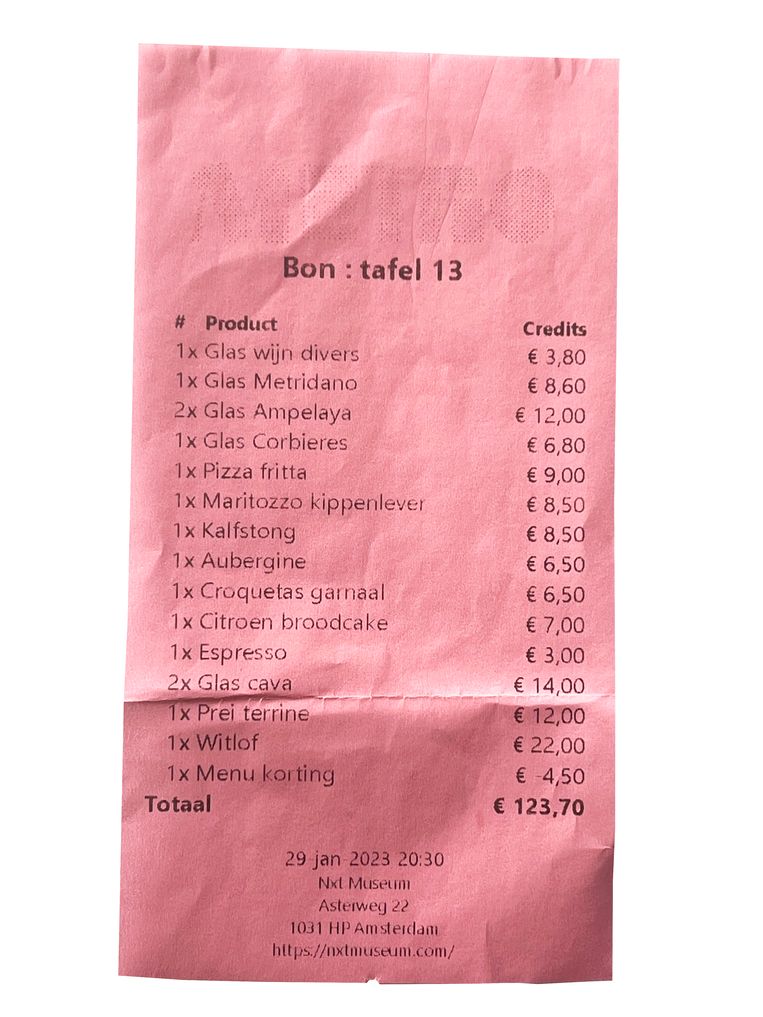 Bon : tafel 13
# Product Credits
1x Glas wijn divers € 3,80
1x Glas Metridano € 8,60
2x Glas Ampelaya € 12,00
1x Glas Corbieres € 6,80
1x Pizza fritta € 9,00
1x Maritozzo kippenlever € 8,50
1x Kalfstong € 8,50
1x Aubergine € 6,50
1x Croquetas garnaal € 6,50
1x Citroen broodcake € 7,00
1x Espresso € 3,00
2x Glas cava € 14,00
1x Prei terrine € 12,00
1x Witlof € 22,00
1x Menu korting € -4,50
Totaal € 123,70
29-jan-2023 20:30
Nxt Museum
Asterweg 22
1031 HP Amsterdam
https://nxtmuseum.com/